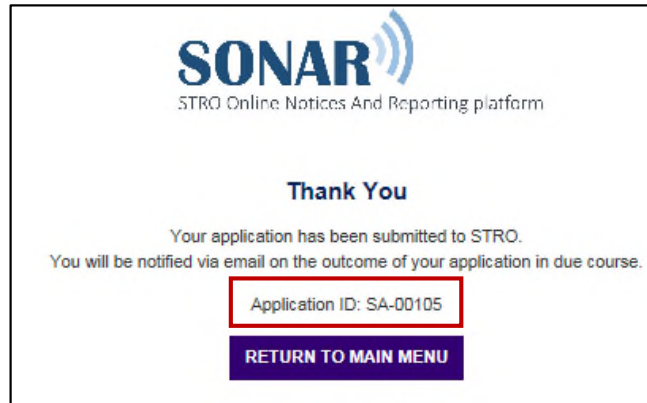 SONAR
STRO Online Notices And Reporting platform
Thank You
Your application has been submitted to STRO.
You will be notified via email on the outcome of your application in due course.
Application ID: SA-00105
RETURN TO MAIN MENU